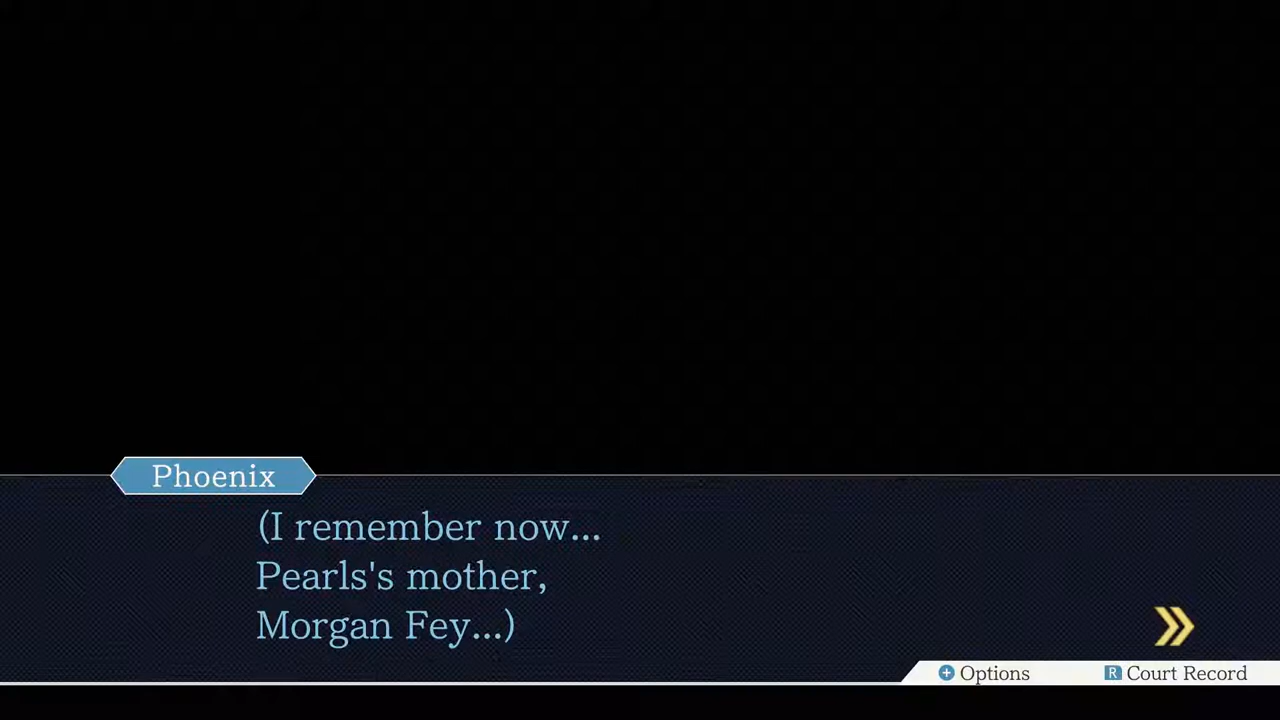 Phoenix
(I remember now...
Pearls's mother,
Morgan Fey...)
+ Options R Court Record